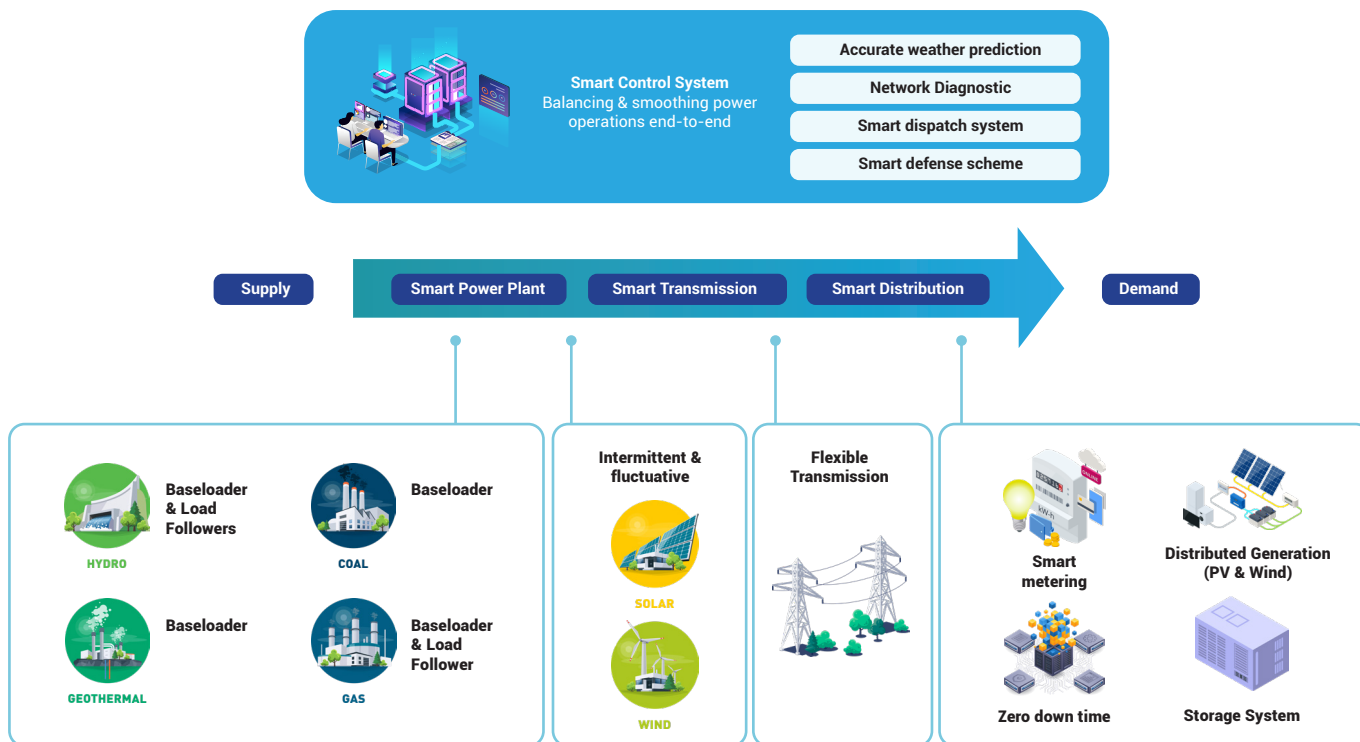 Smart Control System
Balancing & smoothing power
operations end-to-end
Accurate weather prediction
Network Diagnostic
Smart dispatch system
Smart defense scheme
Supply
Smart Power Plant
Smart Transmission
Smart Distribution
Demand
Baseloader
& Load
Followers
HYDRO
Baseloader
COAL
Baseloader
GEOTHERMAL
Baseloader
& Load
Follower
GAS
Intermittent &
fluctuative
SOLAR
WIND
Flexible
Transmission
kW·h
Smart
metering
Distributed Generation
(PV & Wind)
Zero down time
Storage System